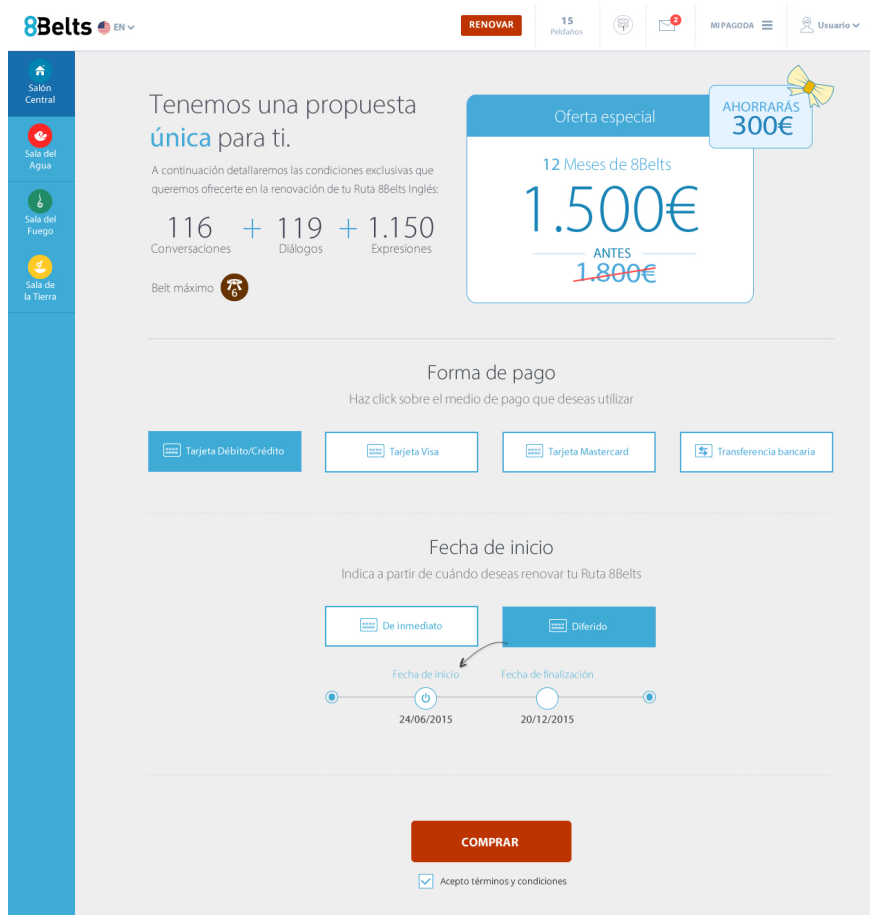 8Belts EN
RENOVAR
15
Peldaños
2
MI PAGODA
Usuario
Salón
Central
Sala del
Agua
Sala del
Fuego
Sala de
la Tierra
Tenemos una propuesta
única para ti.
A continuación detallaremos las condiciones exclusivas que
queremos ofrecerte en la renovación de tu Ruta 8Belts Inglés:
116 + 119 + 1.150
Conversaciones Diálogos Expresiones
Belt máximo 6
Oferta especial
AHORRARÁS
300€
12 Meses de 8Belts
1.500€
ANTES
1.800€
Forma de pago
Haz click sobre el medio de pago que deseas utilizar
Tarjeta Débito/Crédito
Tarjeta Visa
Tarjeta Mastercard
Transferencia bancaria
Fecha de inicio
Indica a partir de cuándo deseas renovar tu Ruta 8Belts
De inmediato
Diferido
Fecha de inicio
Fecha de finalización
24/06/2015
20/12/2015
COMPRAR
Acepto términos y condiciones